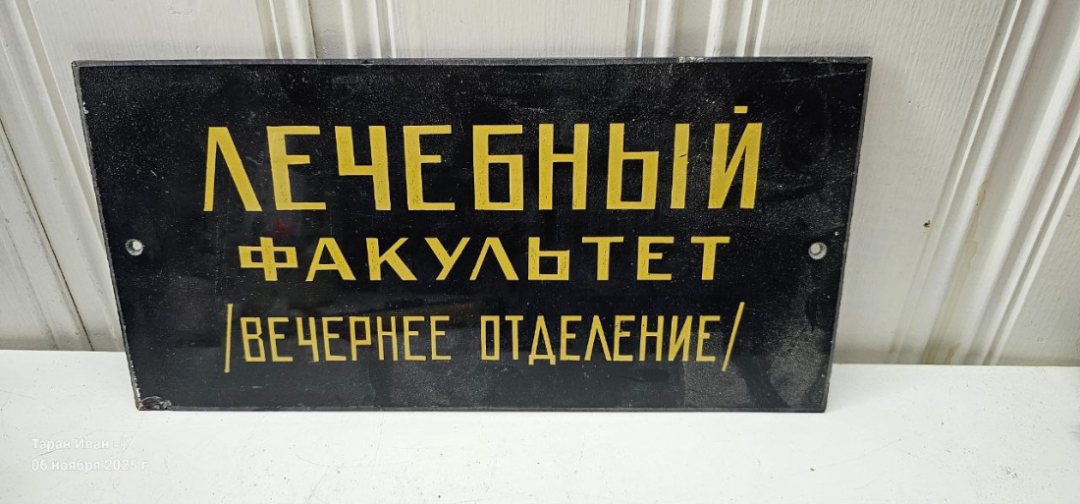 ЛЕЧЕБНЫЙ
ФАКУЛЬТЕТ
/ВЕЧЕРНЕЕ ОТДЕЛЕНИЕ/
Таран Иван
06 ноября 2025 г